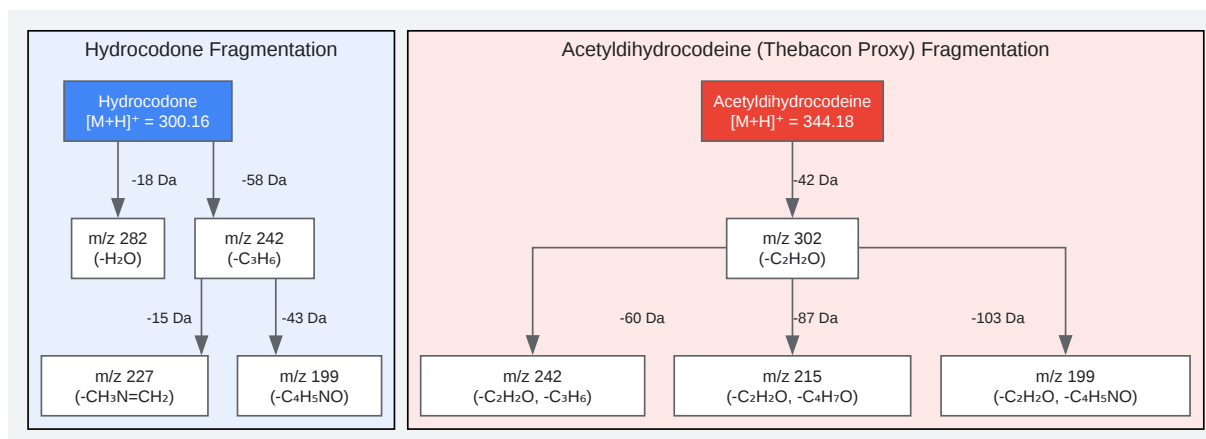 Hydrocodone Fragmentation
Hydrocodone
[M+H]⁺ = 300.16
-18 Da
-58 Da
m/z 282
(-H₂O)
m/z 242
(-C₃H₆)
-15 Da
-43 Da
m/z 227
(-CH₃N=CH₂)
m/z 199
(-C₄H₅NO)
Acetyldihydrocodeine (Thebacon Proxy) Fragmentation
Acetyldihydrocodeine
[M+H]⁺ = 344.18
-42 Da
m/z 302
(-C₂H₂O)
-60 Da
-87 Da
-103 Da
m/z 242
(-C₂H₂O, -C₃H₆)
m/z 215
(-C₂H₂O, -C₄H₇O)
m/z 199
(-C₂H₂O, -C₄H₅NO)